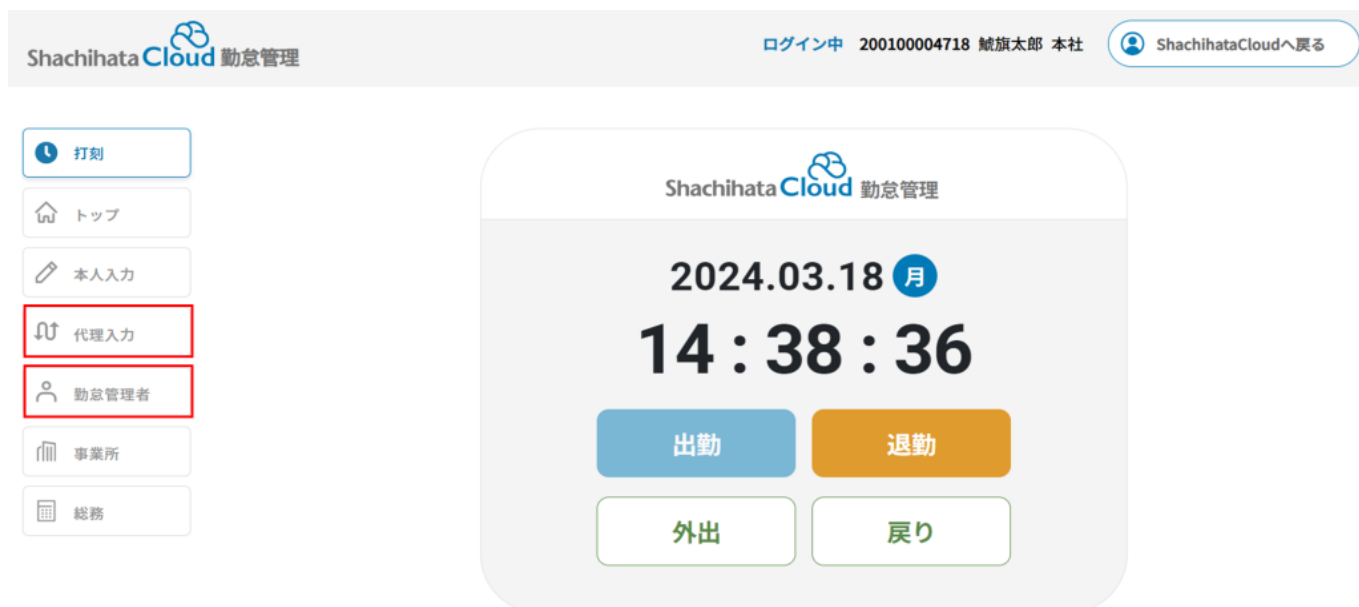 Shachihata Cloud 勤怠管理
ログイン中 200100004718 鯱旗太郎 本社
ShachihataCloudへ戻る
打刻
トップ
本人入力
代理入力
勤怠管理者
事業所
総務
Shachihata Cloud 勤怠管理
2024.03.18 月
14 : 38 : 36
出勤
退勤
外出
戻り